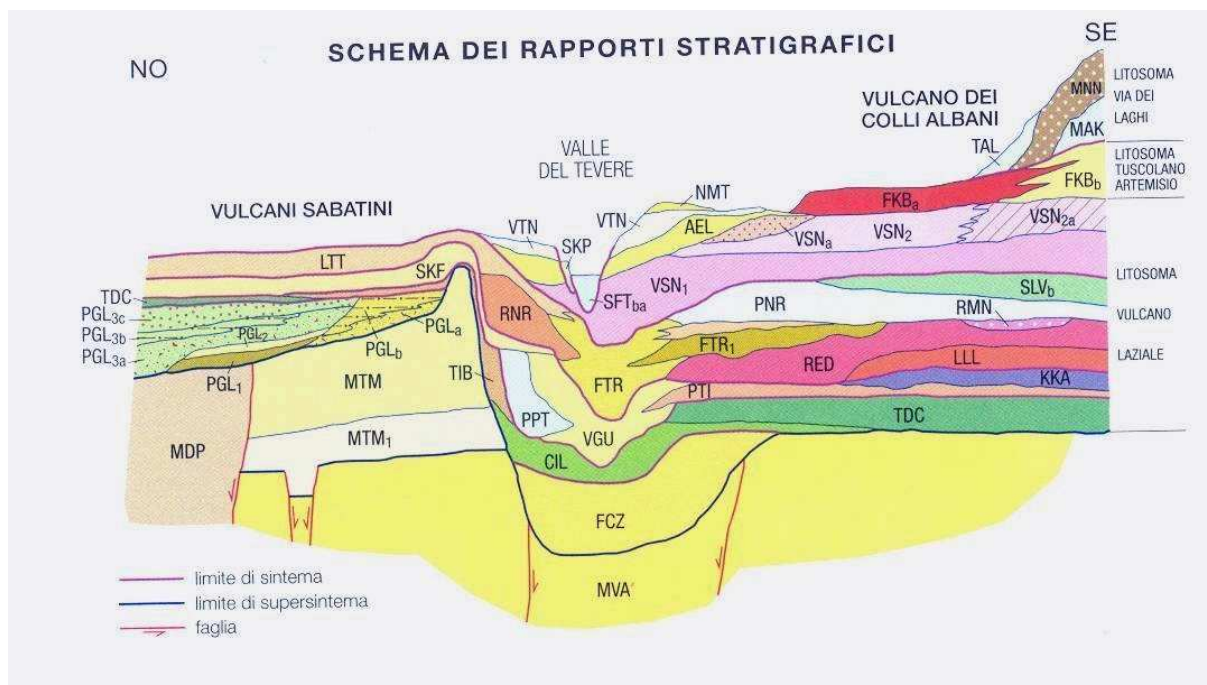 SCHEMA DEI RAPPORTI STRATIGRAFICI
NO
SE
VULCANI SABATINI
VALLE
DEL TEVERE
VULCANO DEI
COLLI ALBANI
LITOSOMA
VIA DEI
LAGHI
LITOSOMA
TUSCOLANO
ARTEMISIO
LITOSOMA
VULCANO
LAZIALE
MNN
MAK
TAL
FKBb
FKBa
NMT
VTN
VTN
AEL
SKP
VSNa
VSN2
VSN2a
LTT
SKF
SFTba
VSN1
SLVb
TDC
PGL3c
PGL3b
PGL3a
PGL2
PGLa
PGLb
PGL1
RNR
PNR
RMN
FTR1
FTR
RED
LLL
KKA
PTI
TDC
TIB
MTM
MTM1
MDP
PPT
VGU
CIL
FCZ
MVA
limite di sintema
limite di supersintema
faglia